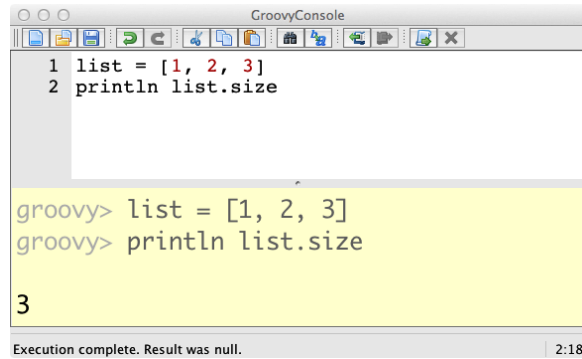 GroovyConsole
1 list = [1, 2, 3]
2 println list.size
groovy> list = [1, 2, 3]
groovy> println list.size
3
Execution complete. Result was null.
2:18